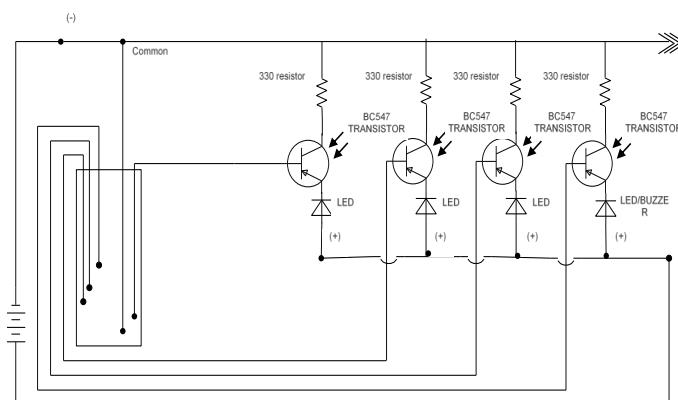 (-)
Common
330 resistor
330 resistor
330 resistor
330 resistor
BC547
TRANSISTOR
BC547
TRANSISTOR
BC547
TRANSISTOR
BC547
TRANSISTOR
LED
LED
LED
LED/BUZZE
R
(+)
(+)
(+)
(+)